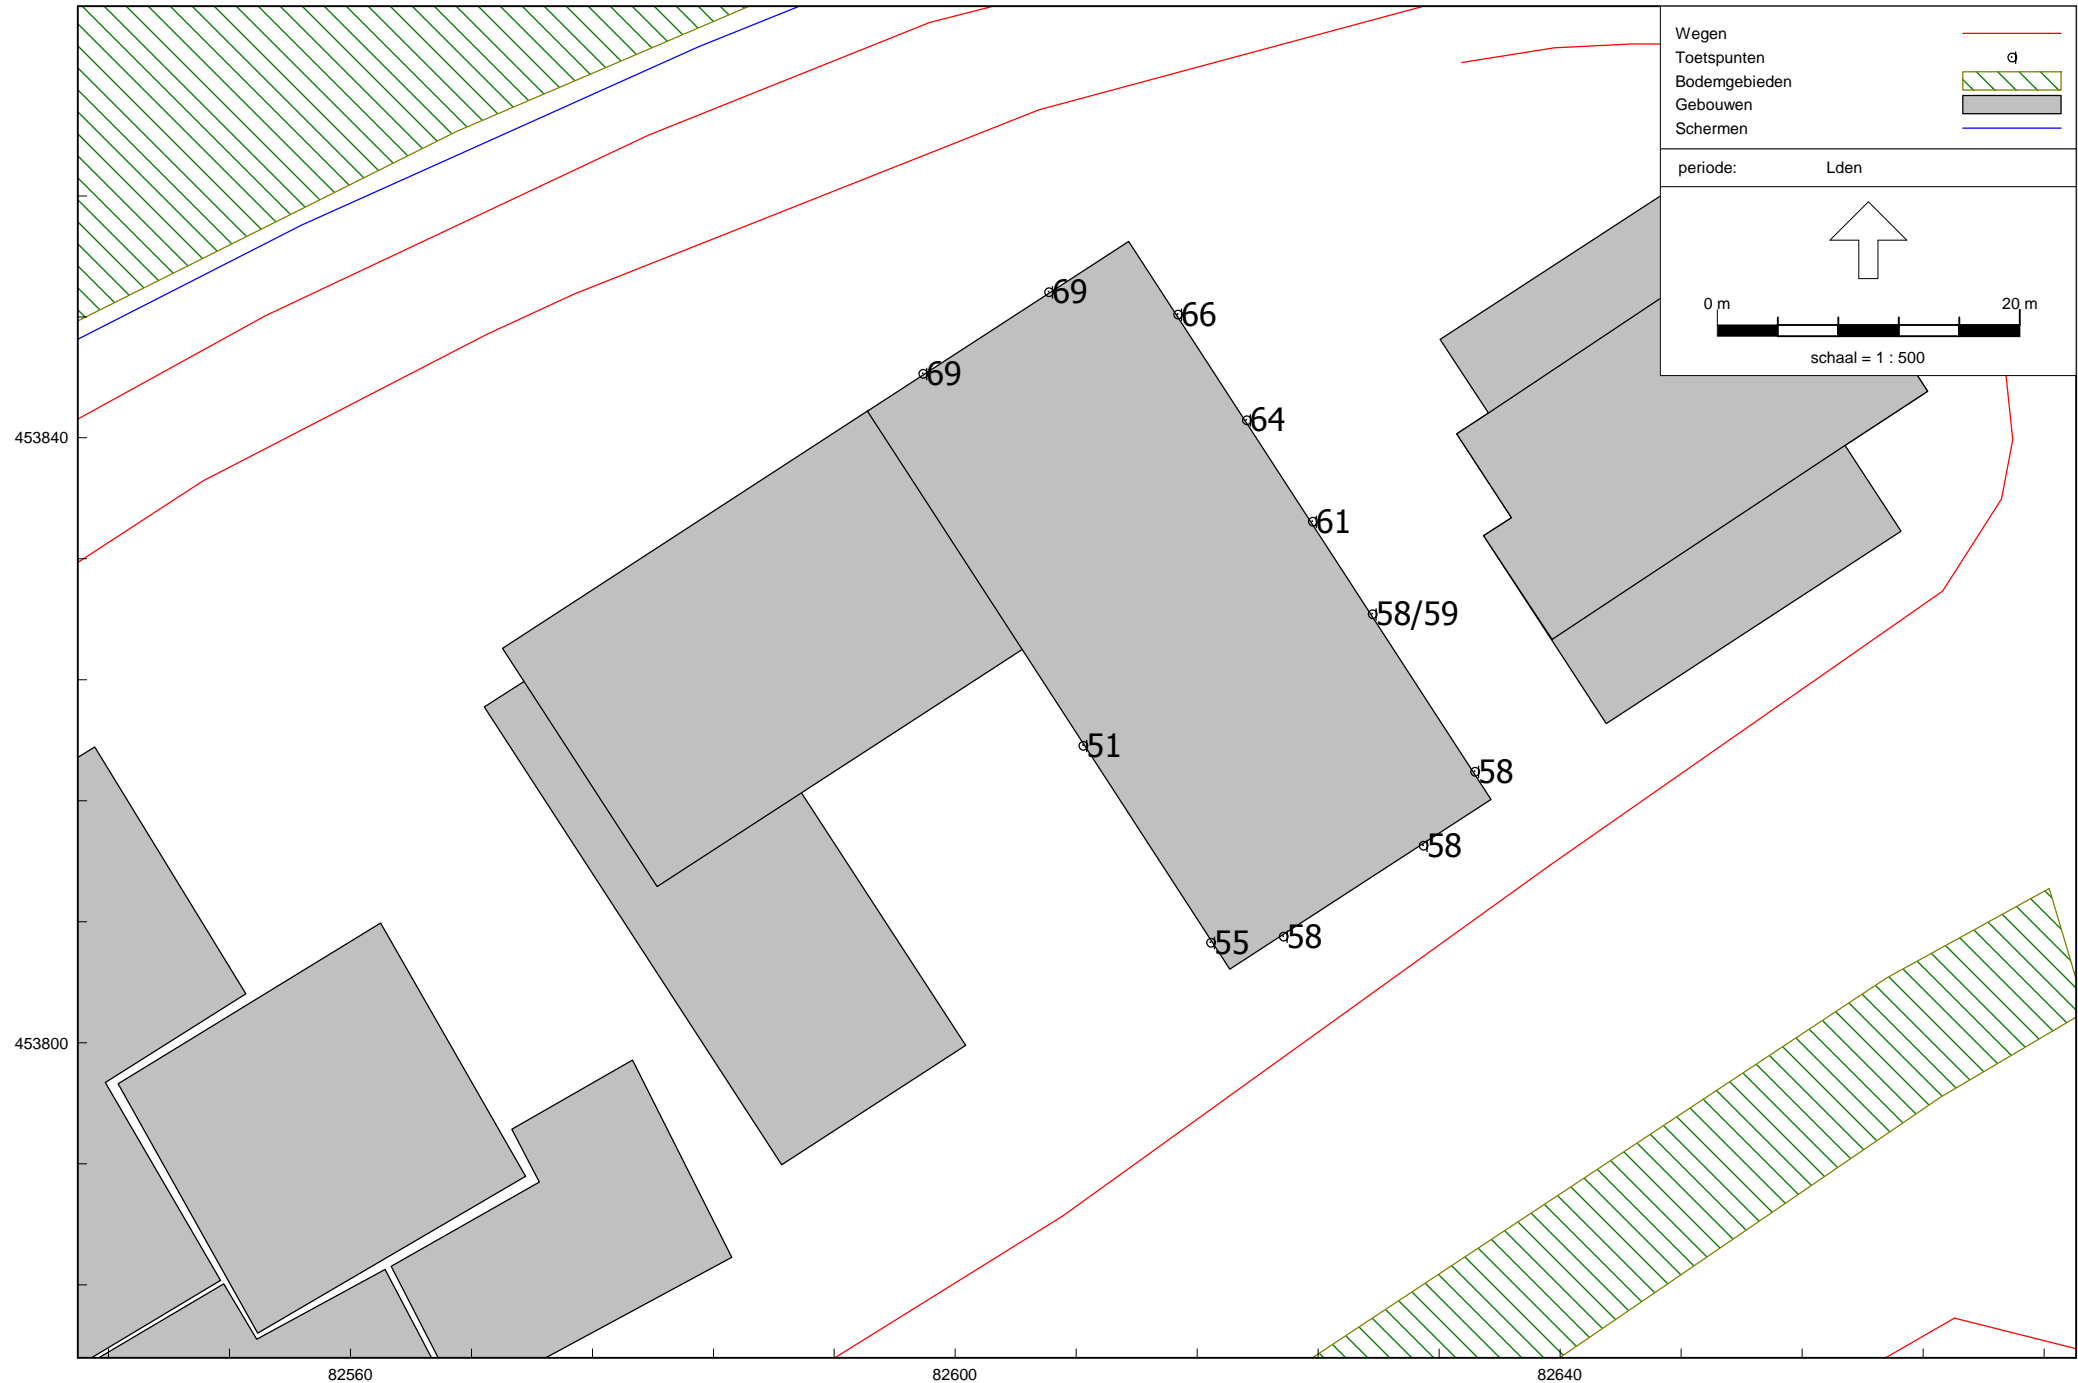 Wegen
Toetspunten
Bodemgebieden
Gebouwen
Schermen
periode: Lden
0 m 20 m
schaal = 1 : 500
69
66
69
64
453840
61
58/59
51
58
58
55
58
453800
82560 82600 82640